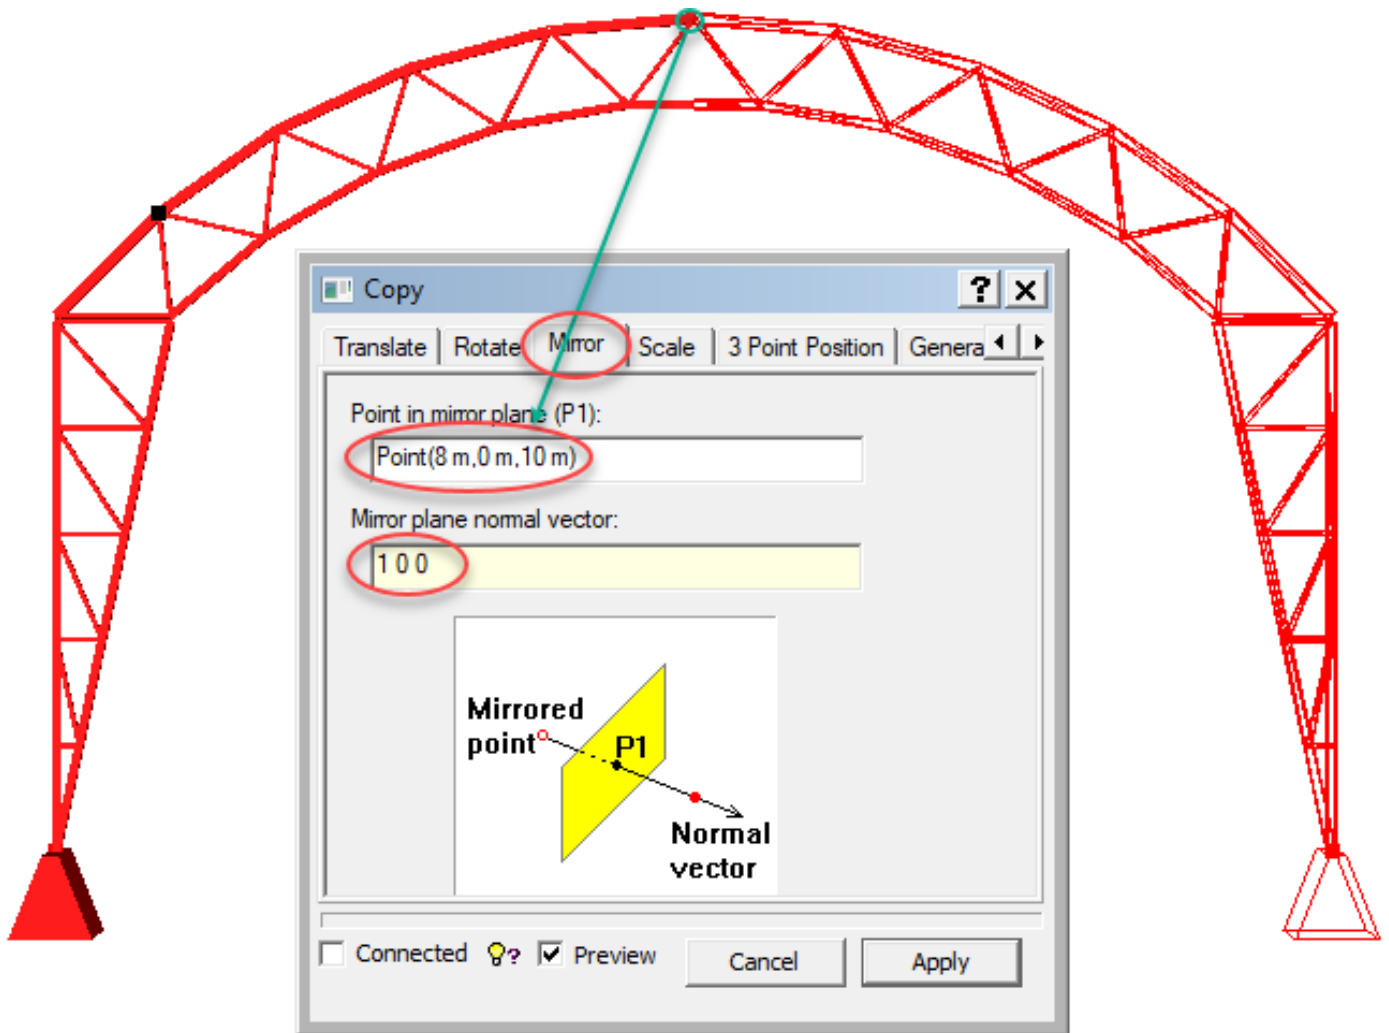 Copy
? X
Translate Rotate Mirror Scale 3 Point Position Genera
Point in mirror plane (P1):
Point(8 m,0 m,10 m)
Mirror plane normal vector:
1 0 0
Mirrored
point
P1
Normal
vector
Connected ? Preview Cancel Apply